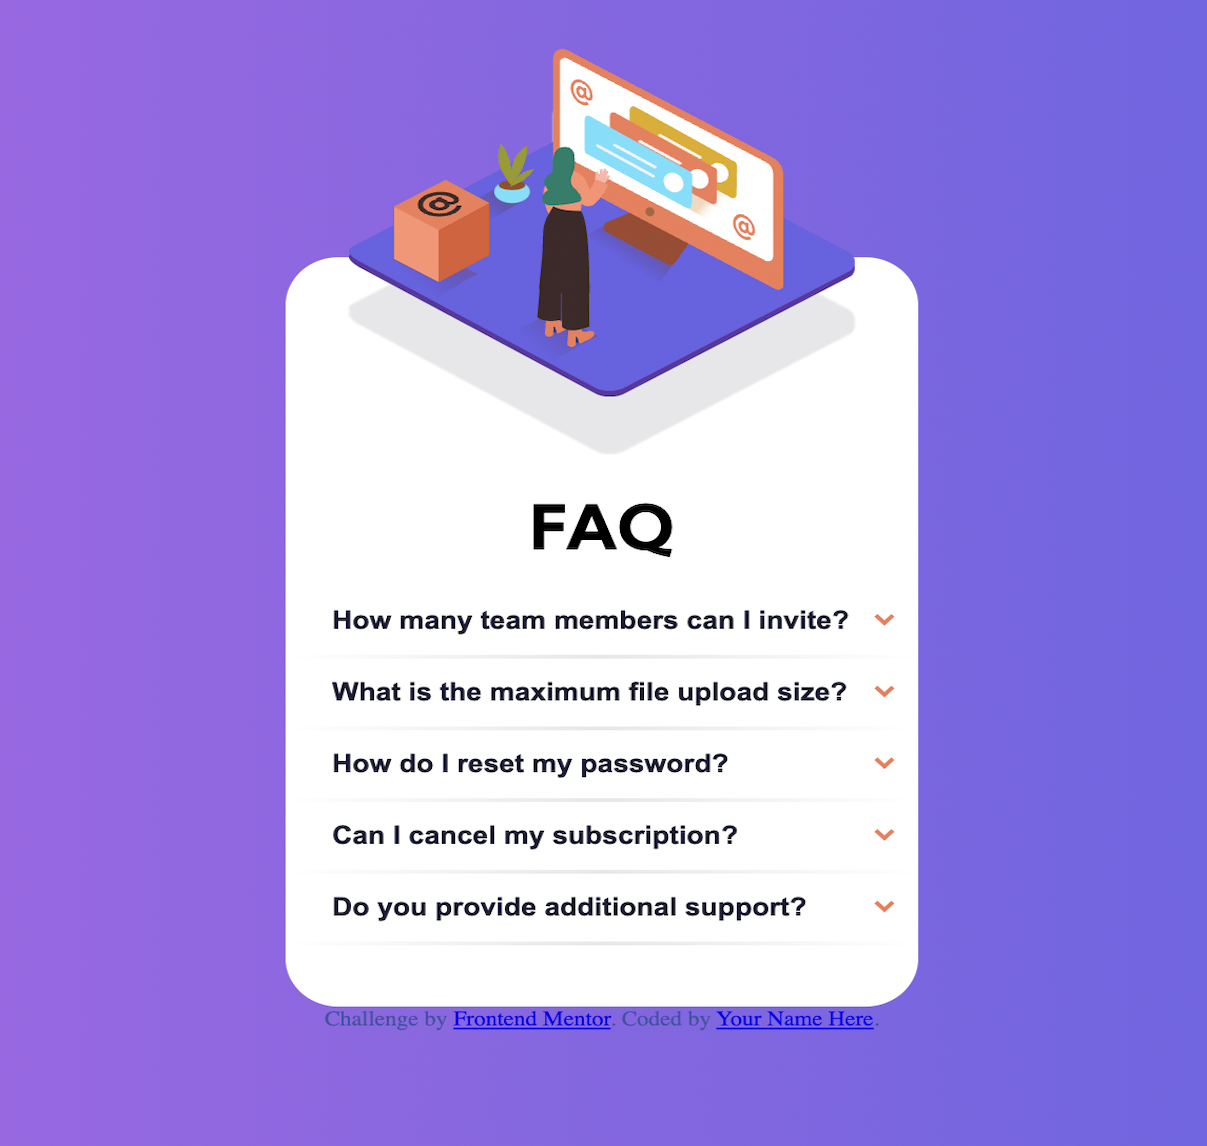 @
@
@
FAQ
How many team members can I invite?
What is the maximum file upload size?
How do I reset my password?
Can I cancel my subscription?
Do you provide additional support?
Challenge by Frontend Mentor. Coded by Your Name Here.